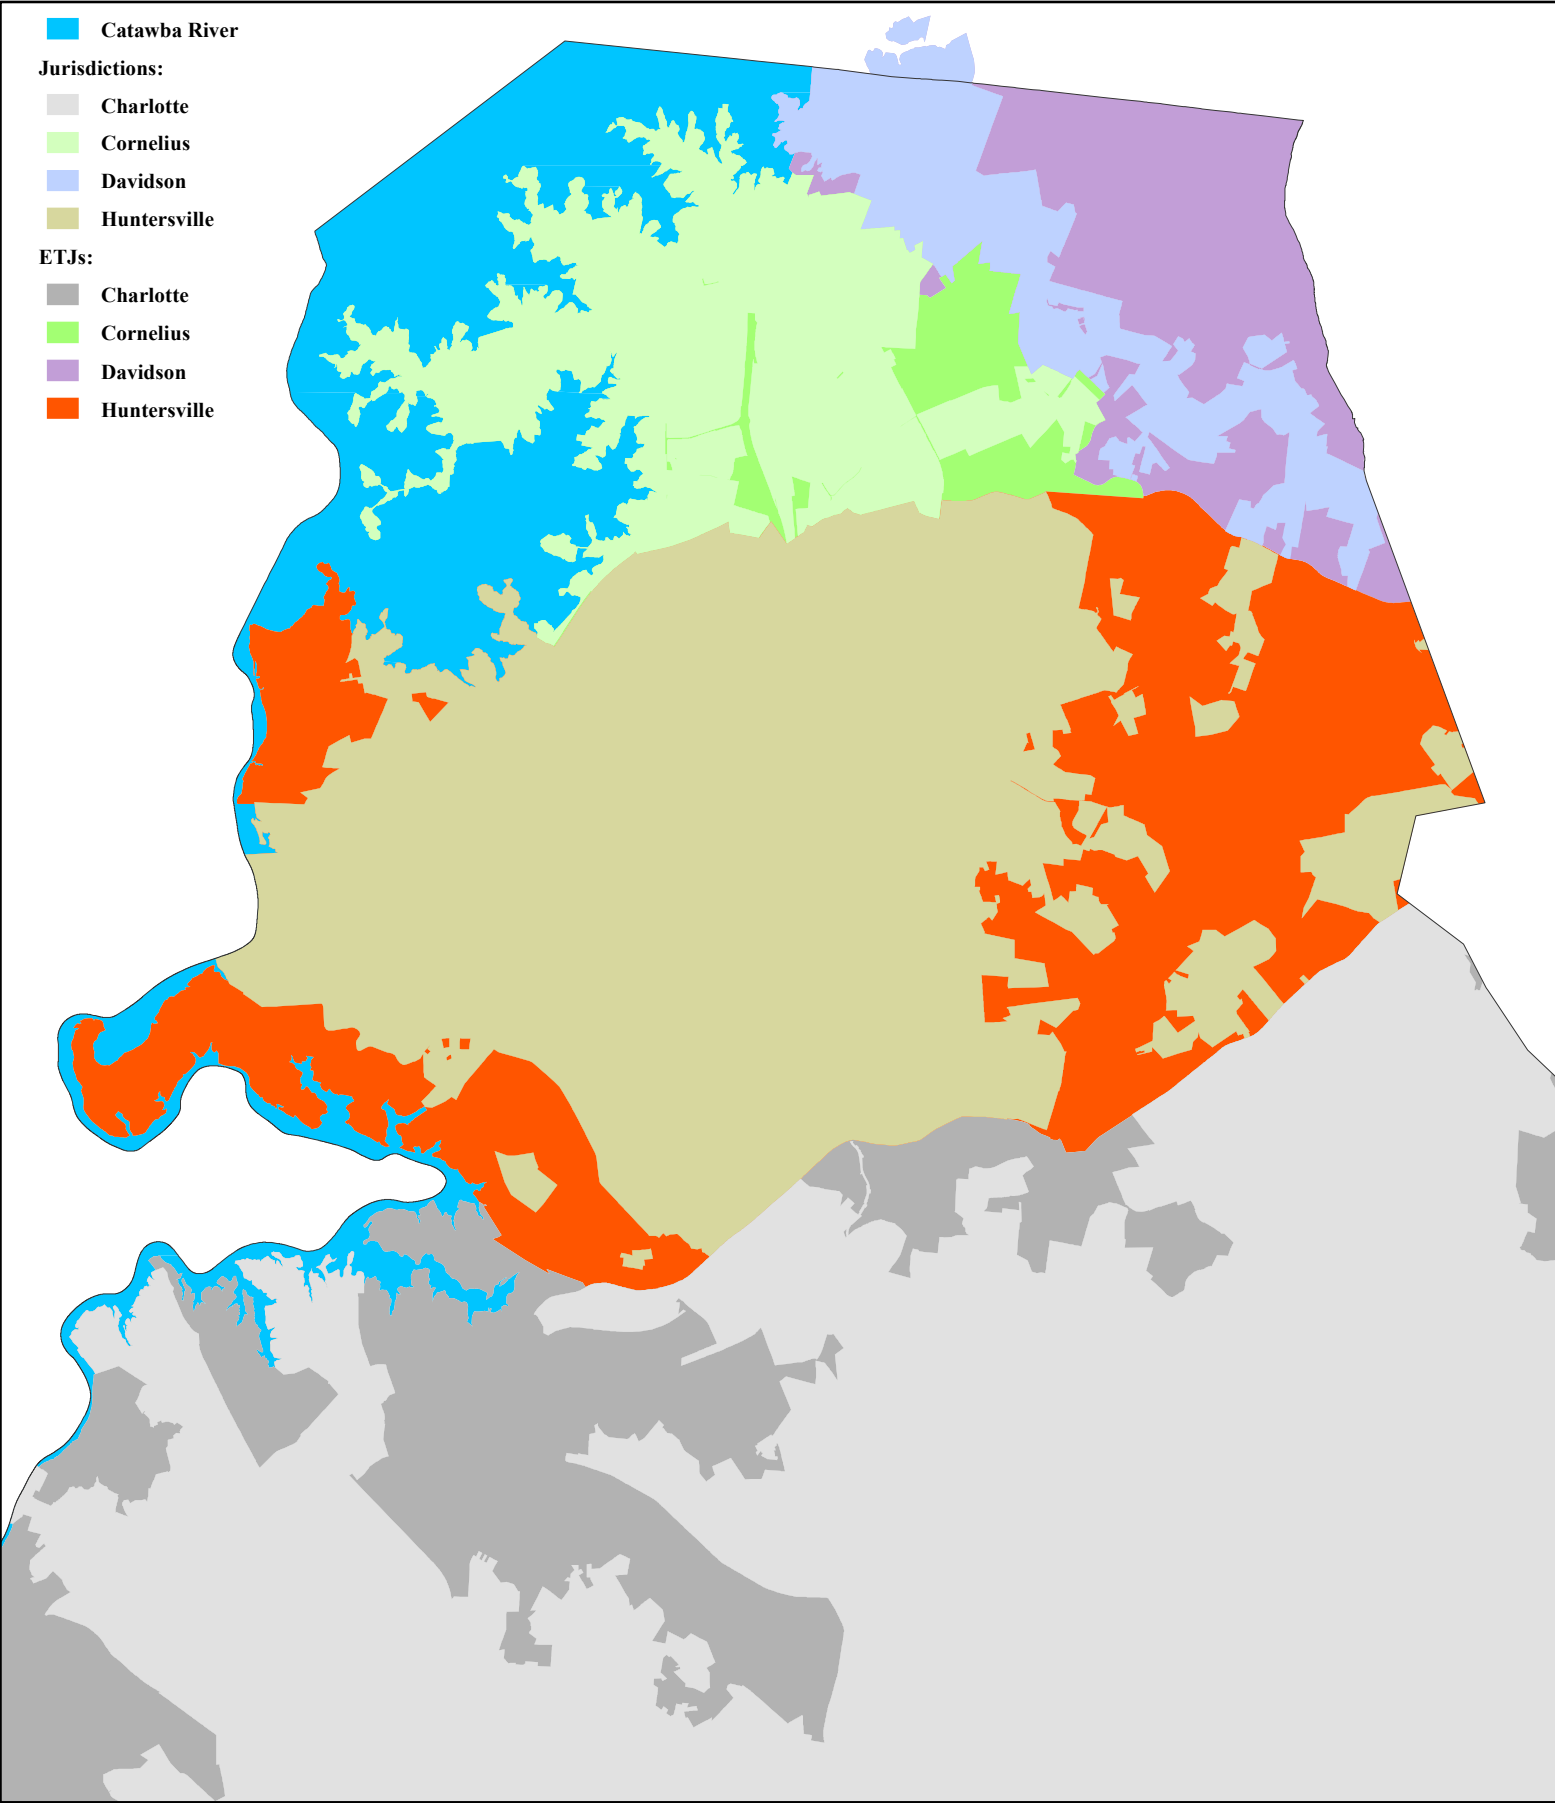 Catawba River
Jurisdictions:
Charlotte
Cornelius
Davidson
Huntersville
ETJs:
Charlotte
Cornelius
Davidson
Huntersville